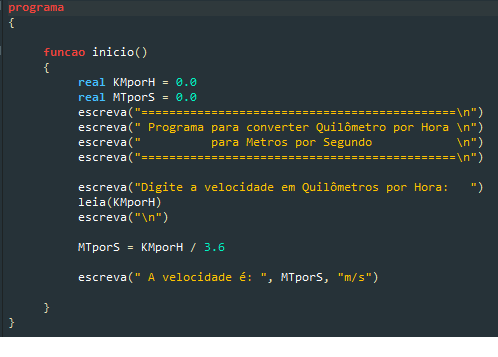 programa
{
funcao inicio()
{
real KMporH = 0.0
real MTporS = 0.0
escreva("=============================================\n")
escreva(" Programa para converter Quilômetro por Hora \n")
escreva("          para Metros por Segundo            \n")
escreva("=============================================\n")
escreva("Digite a velocidade em Quilômetros por Hora:   ")
leia(KMporH)
escreva("\n")
MTporS = KMporH / 3.6
escreva(" A velocidade é: ", MTporS, "m/s")
}
}